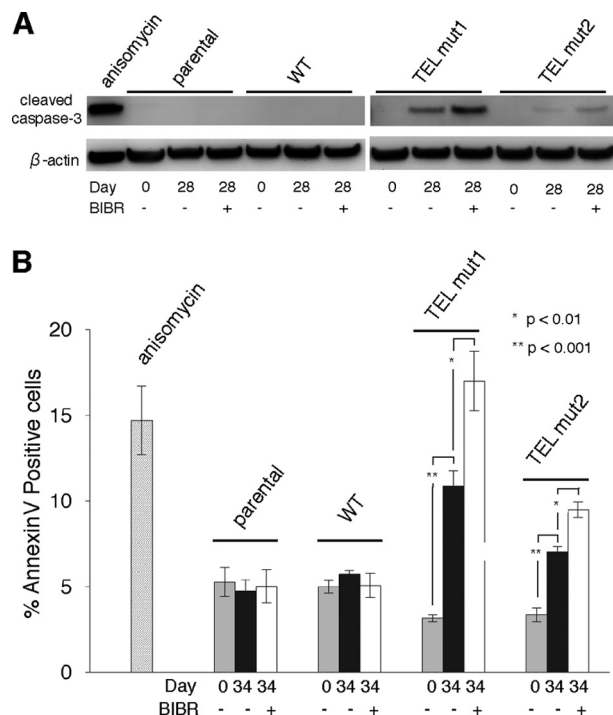 A
anisomycin
parental
WT
TEL mut1
TEL mut2
cleaved
caspase-3
β-actin
Day 0 28 28 0 28 28 0 28 28 0 28 28
BIBR - - + - - + - - + - - +
B
% AnnexinV Positive cells
20
15
10
5
0
anisomycin
parental
WT
TEL mut1
TEL mut2
* p < 0.01
** p < 0.001
**
*
**
*
Day 0 34 34 0 34 34 0 34 34 0 34 34
BIBR - - + - - + - - + - - +